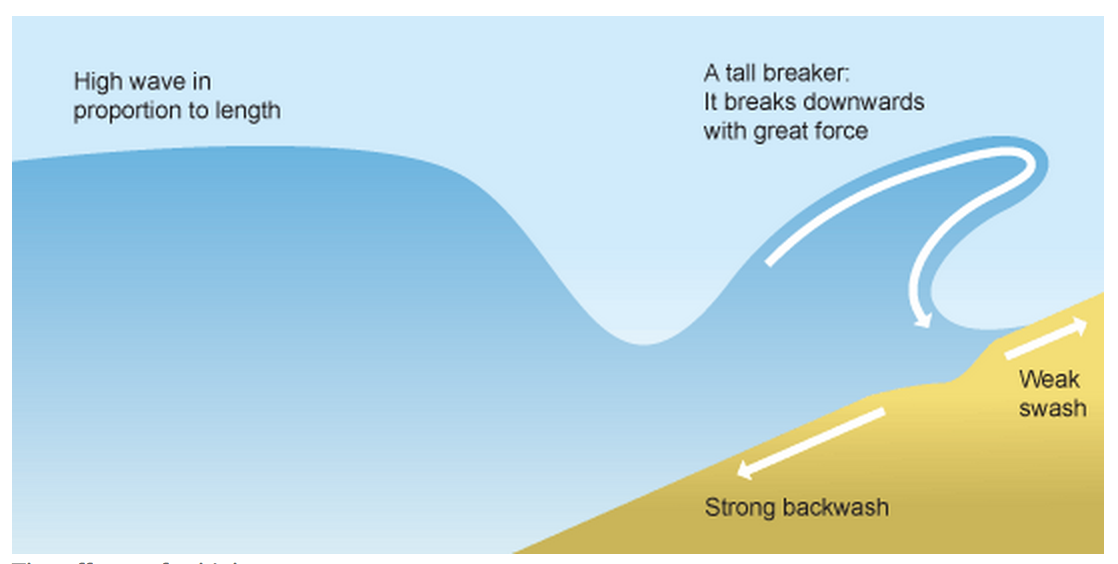 High wave in
proportion to length
A tall breaker:
It breaks downwards
with great force
Weak
swash
Strong backwash